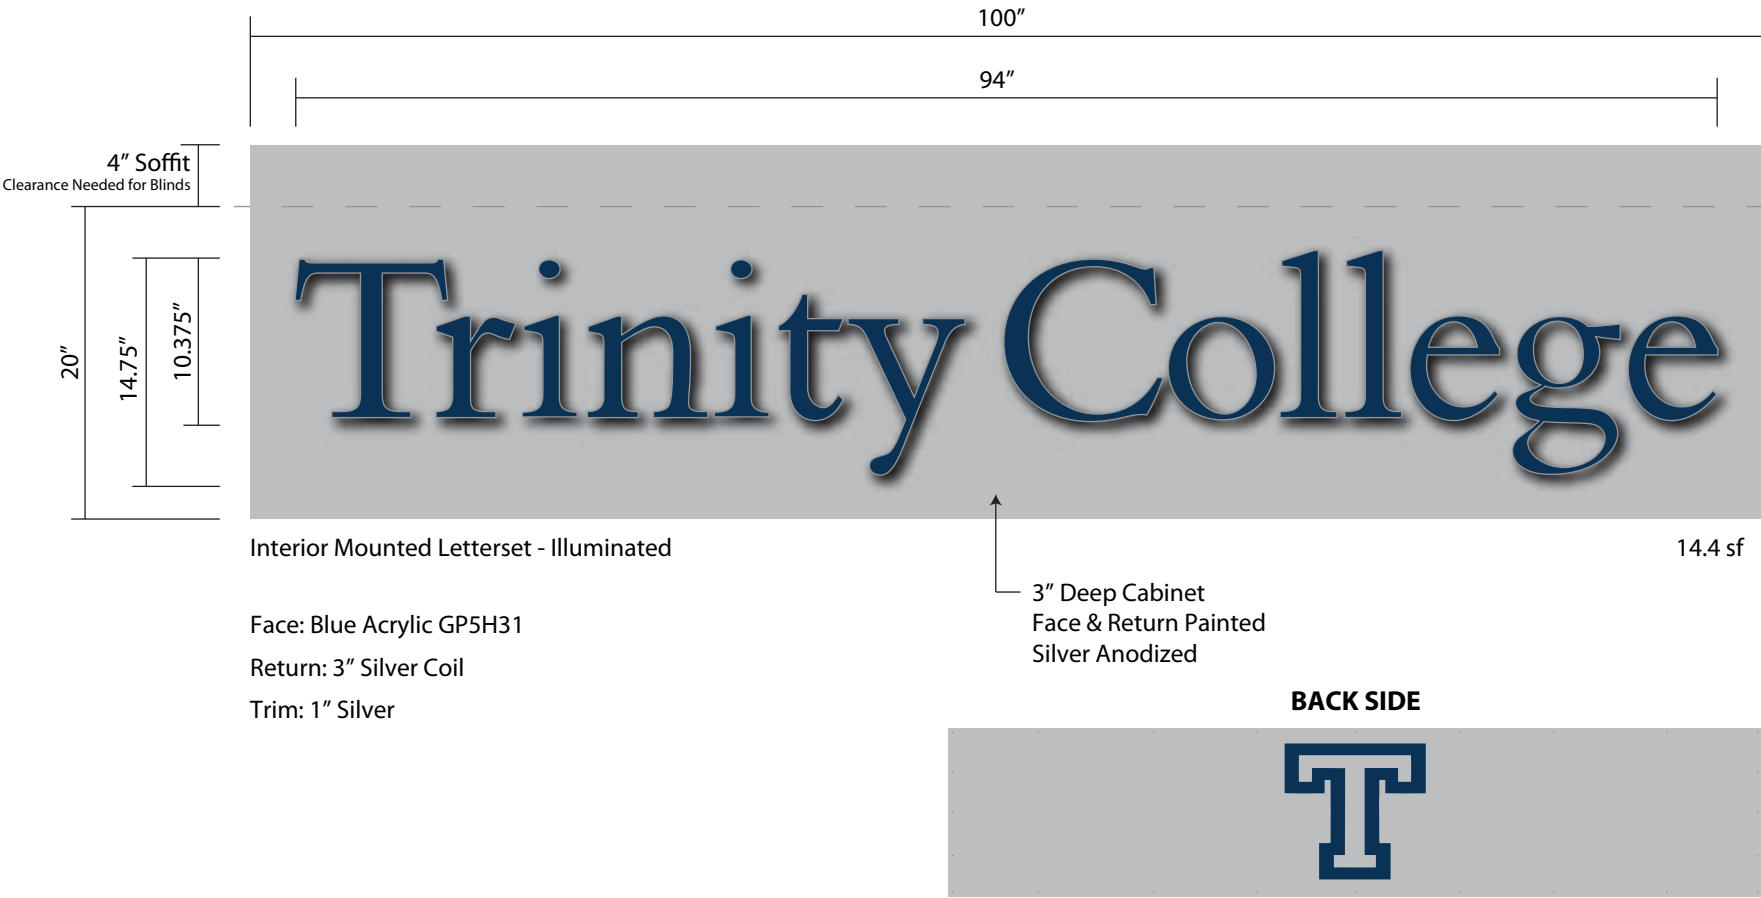 100”
94”
4” Soffit
Clearance Needed for Blinds
20”
14.75”
10.375”
Trinity College
Interior Mounted Letterset - Illuminated
14.4 sf
3” Deep Cabinet
Face & Return Painted
Silver Anodized
Face: Blue Acrylic GP5H31
Return: 3” Silver Coil
Trim: 1” Silver
BACK SIDE
T